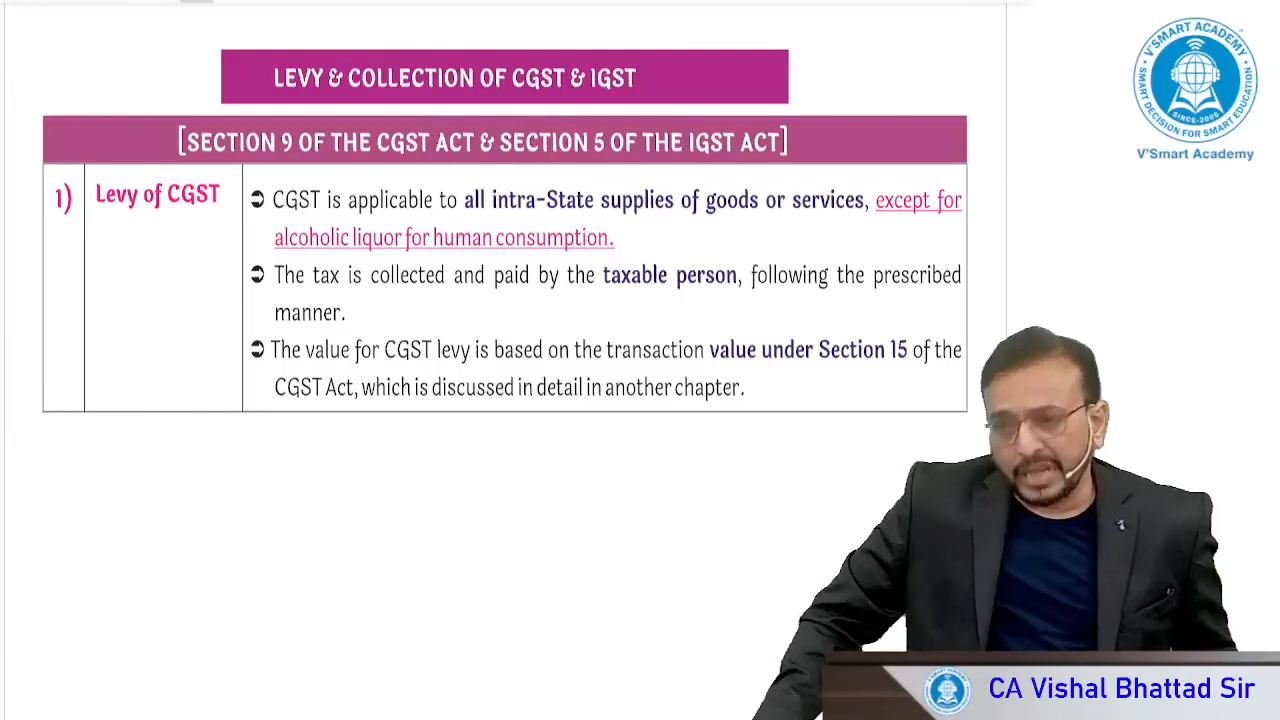 LEVY & COLLECTION OF CGST & IGST
[SECTION 9 OF THE CGST ACT & SECTION 5 OF THE IGST ACT]
1) Levy of CGST
➲ CGST is applicable to all intra-State supplies of goods or services, except for
alcoholic liquor for human consumption.
➲ The tax is collected and paid by the taxable person, following the prescribed
manner.
➲ The value for CGST levy is based on the transaction value under Section 15 of the
CGST Act, which is discussed in detail in another chapter.
V'SMART ACADEMY
SMART DECISION FOR SMART EDUCATION
SINCE-2005
V'Smart Academy
CA Vishal Bhattad Sir